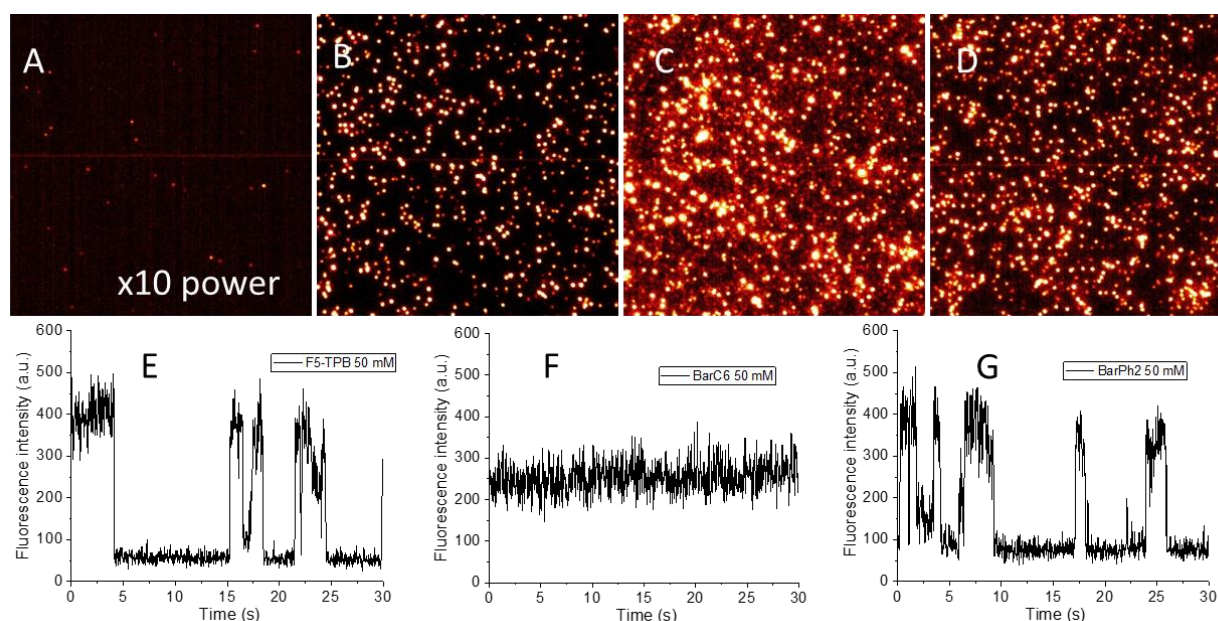 A
B
C
D
x10 power
E
F5-TPB 50 mM
F
BarC6 50 mM
G
BarPh2 50 mM
Fluorescence intensity (a.u.)
600
500
400
300
200
100
0
0 5 10 15 20 25 30
Time (s)
Fluorescence intensity (a.u.)
600
500
400
300
200
100
0
0 5 10 15 20 25 30
Time (s)
Fluorescence intensity (a.u.)
600
500
400
300
200
100
0
0 5 10 15 20 25 30
Time (s)